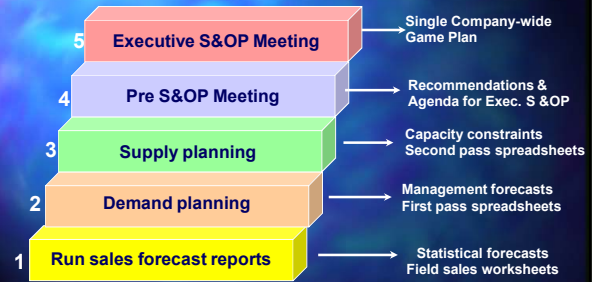 5 Executive S&OP Meeting
Single Company-wide
Game Plan
4 Pre S&OP Meeting
Recommendations &
Agenda for Exec. S &OP
3 Supply planning
Capacity constraints
Second pass spreadsheets
2 Demand planning
Management forecasts
First pass spreadsheets
1 Run sales forecast reports
Statistical forecasts
Field sales worksheets